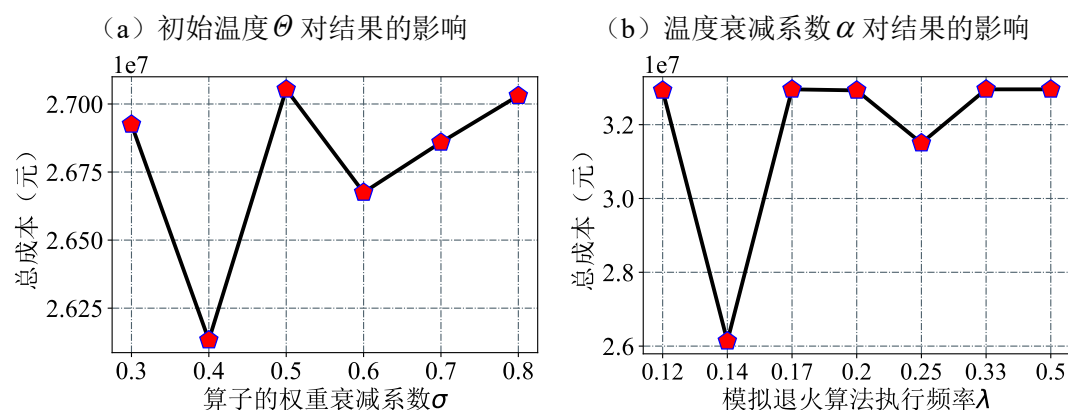 （a）初始温度Θ对结果的影响
（b）温度衰减系数α对结果的影响
1e7
2.700
2.675
2.650
2.625
总成本（元）
0.3 0.4 0.5 0.6 0.7 0.8
算子的权重衰减系数σ
1e7
3.2
3.0
2.8
2.6
总成本（元）
0.12 0.14 0.17 0.2 0.25 0.33 0.5
模拟退火算法执行频率λ